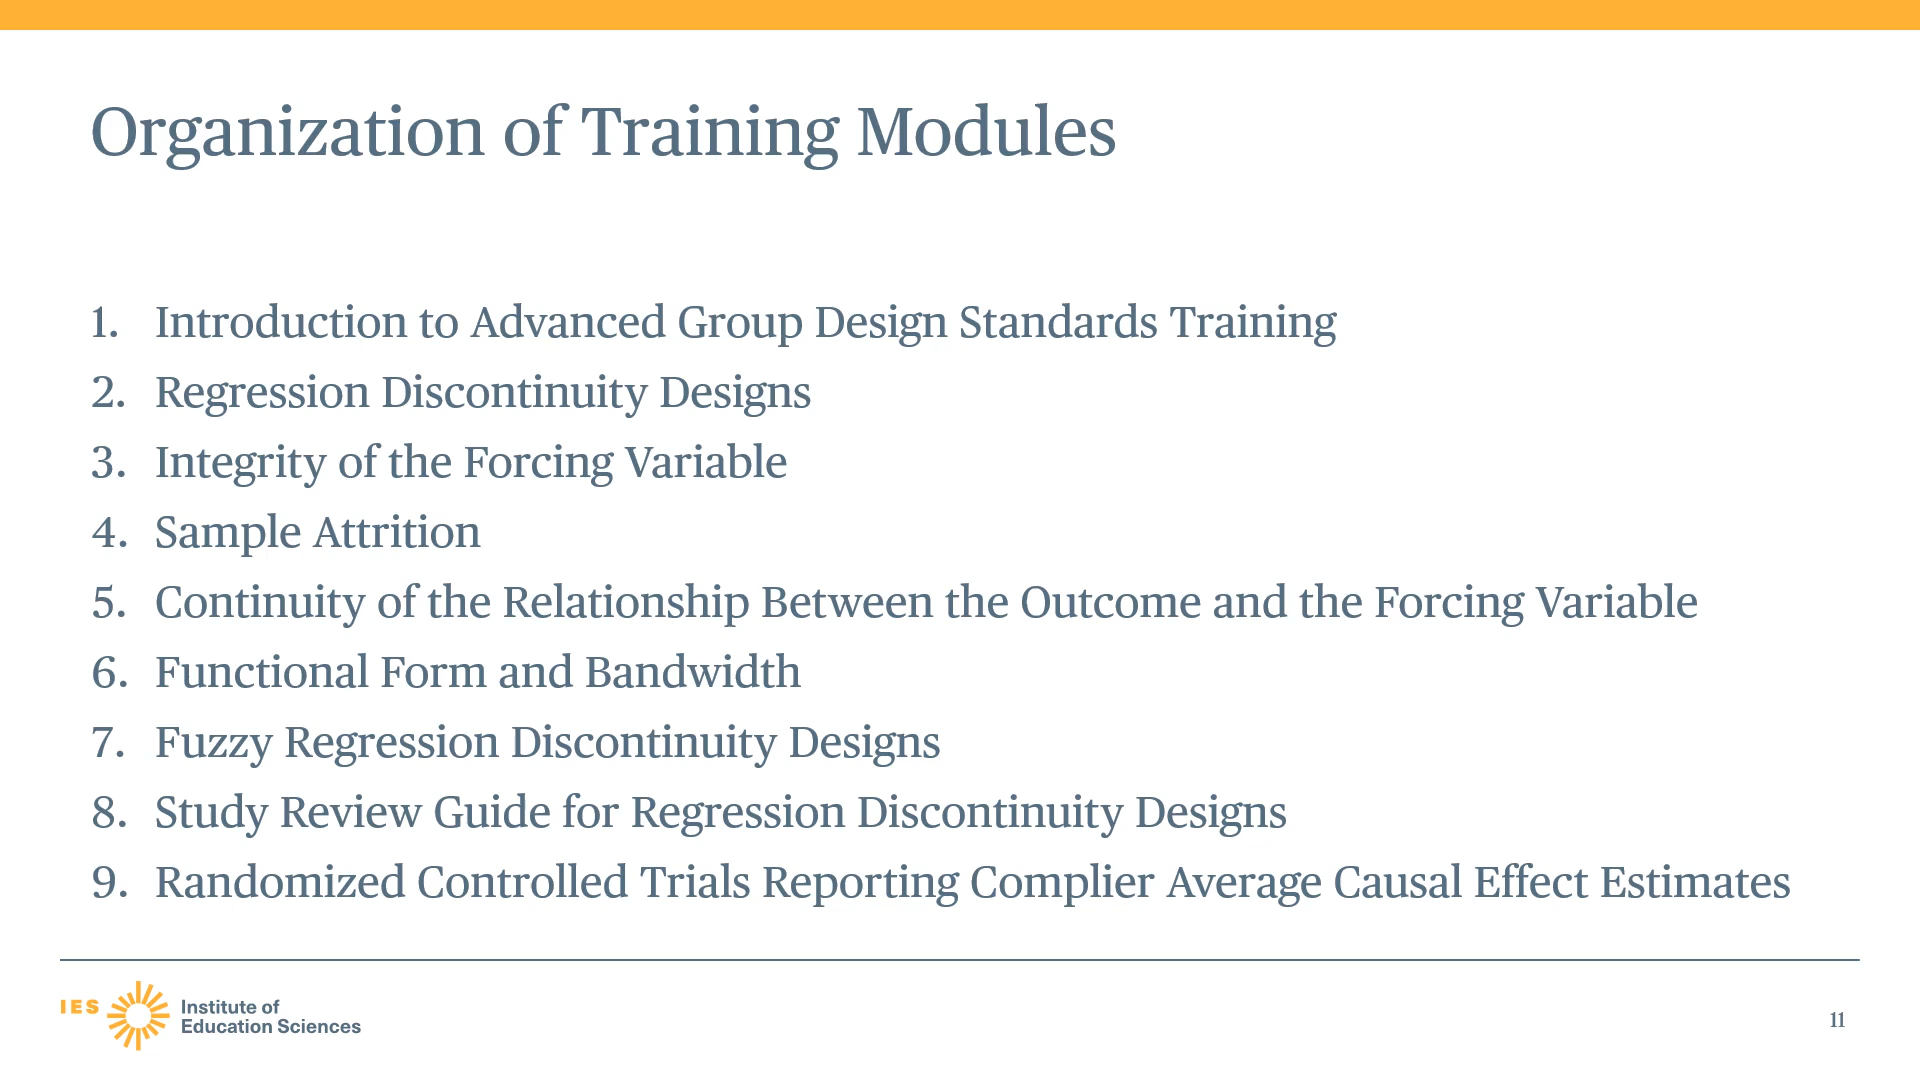 Organization of Training Modules
1. Introduction to Advanced Group Design Standards Training
2. Regression Discontinuity Designs
3. Integrity of the Forcing Variable
4. Sample Attrition
5. Continuity of the Relationship Between the Outcome and the Forcing Variable
6. Functional Form and Bandwidth
7. Fuzzy Regression Discontinuity Designs
8. Study Review Guide for Regression Discontinuity Designs
9. Randomized Controlled Trials Reporting Complier Average Causal Effect Estimates
IES
Institute of
Education Sciences
11